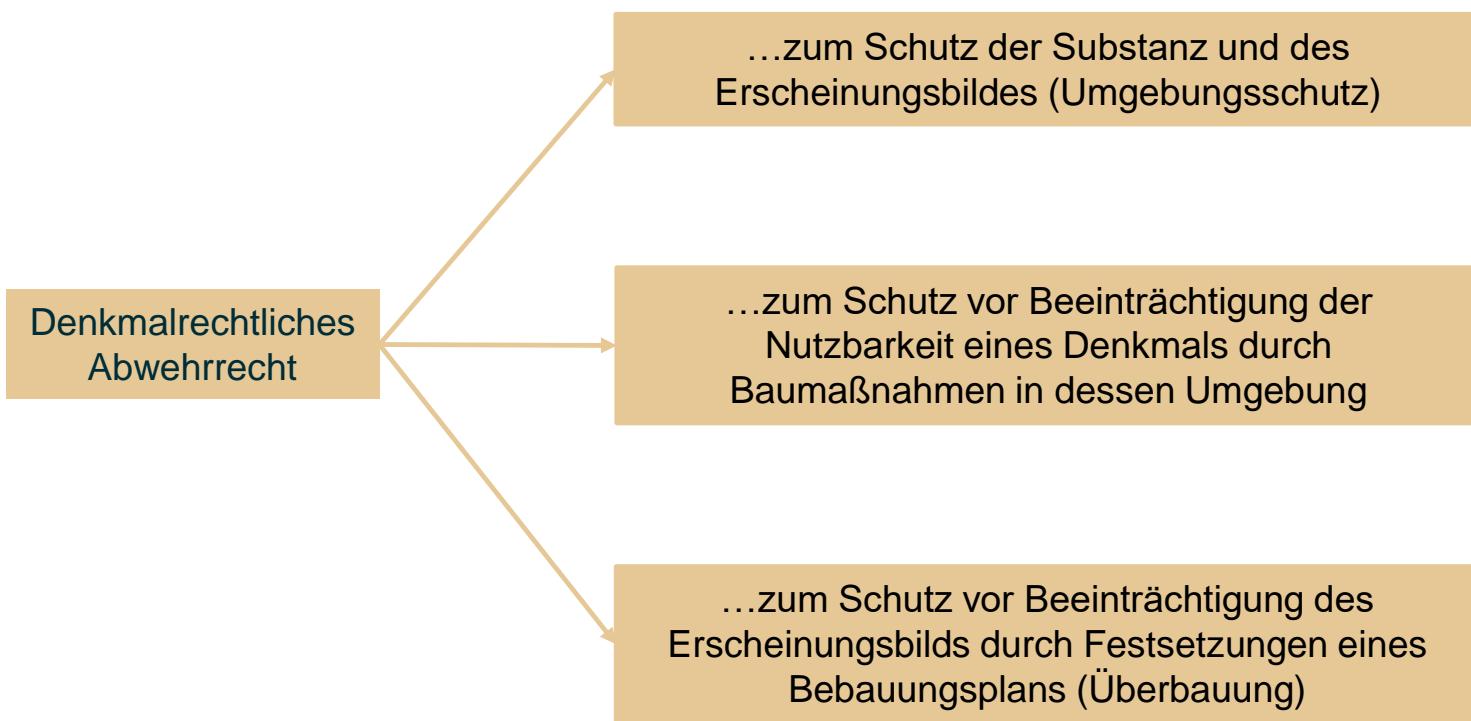 …zum Schutz der Substanz und des
Erscheinungsbildes (Umgebungsschutz)
Denkmalrechtliches
Abwehrrecht
…zum Schutz vor Beeinträchtigung der
Nutzbarkeit eines Denkmals durch
Baumaßnahmen in dessen Umgebung
…zum Schutz vor Beeinträchtigung des
Erscheinungsbilds durch Festsetzungen eines
Bebauungsplans (Überbauung)